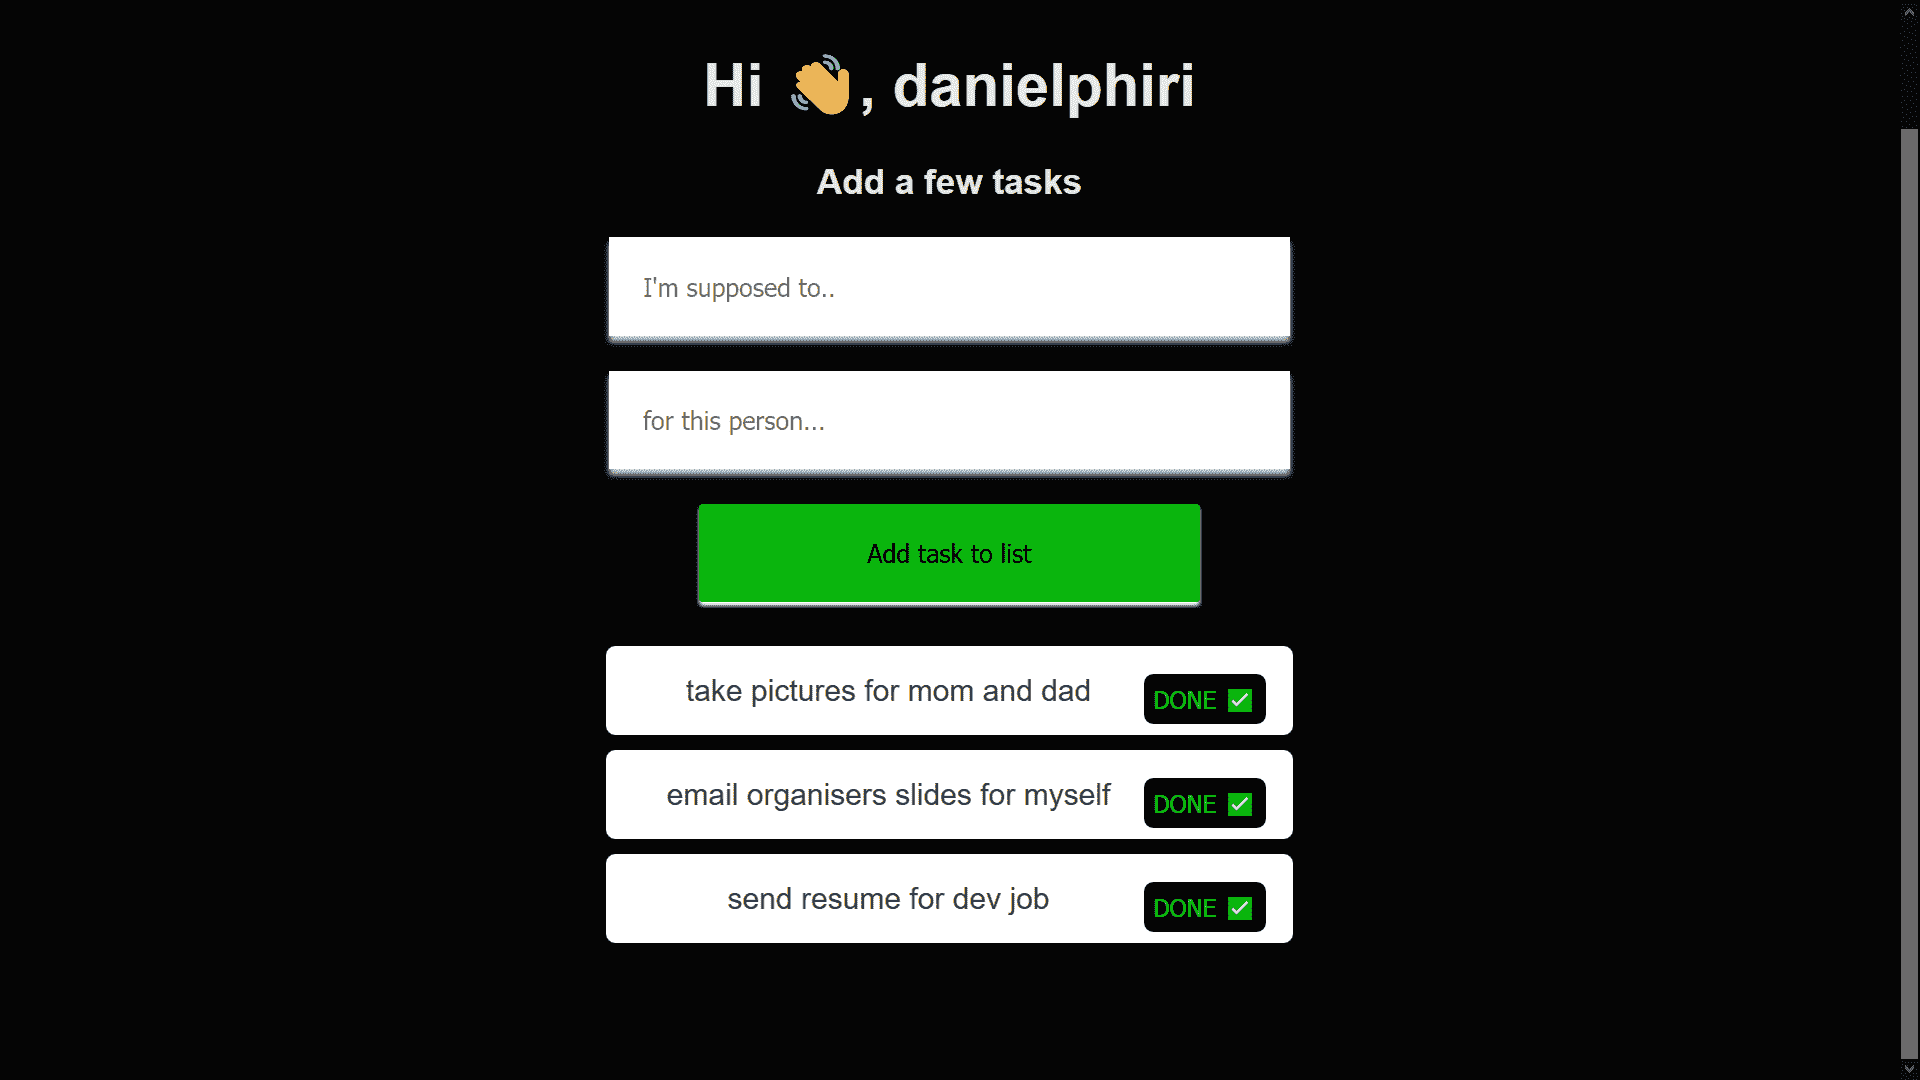 Hi 👋, danielphiri
Add a few tasks
I'm supposed to..
for this person...
Add task to list
take pictures for mom and dad
DONE ✅
email organisers slides for myself
DONE ✅
send resume for dev job
DONE ✅